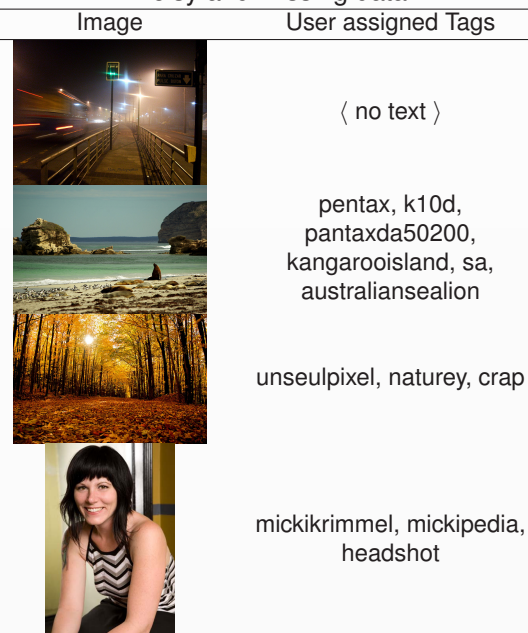 Image User assigned Tags
⟨ no text ⟩
pentax, k10d,
pantaxda50200,
kangarooisland, sa,
australiansealion
unseulpixel, naturey, crap
mickikrimmel, mickipedia,
headshot